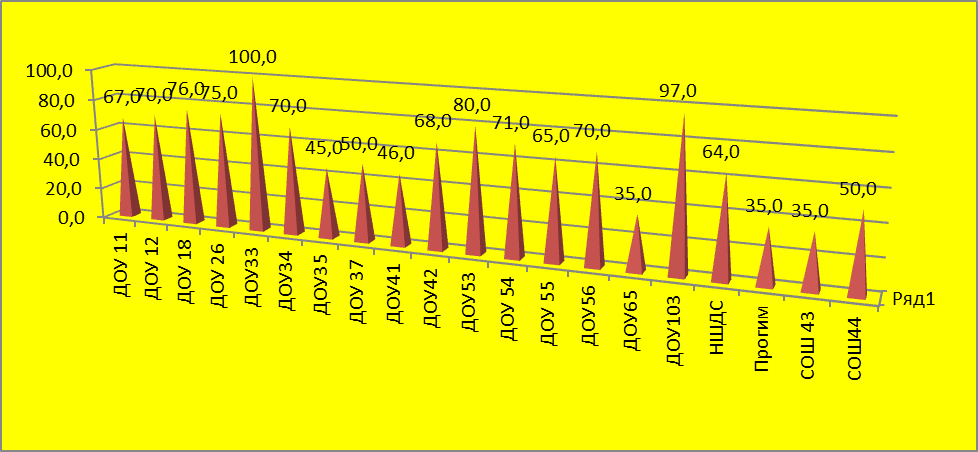 100,0
80,0
60,0
40,0
20,0
0,0
67,0
70,0
76,0
75,0
100,0
70,0
45,0
50,0
46,0
68,0
80,0
71,0
65,0
70,0
35,0
97,0
64,0
35,0
35,0
50,0
ДОУ 11
ДОУ 12
ДОУ 18
ДОУ 26
ДОУ33
ДОУ34
ДОУ35
ДОУ 37
ДОУ41
ДОУ42
ДОУ53
ДОУ 54
ДОУ 55
ДОУ56
ДОУ65
ДОУ103
НШДС
Прогим
СОШ 43
СОШ44
Ряд1